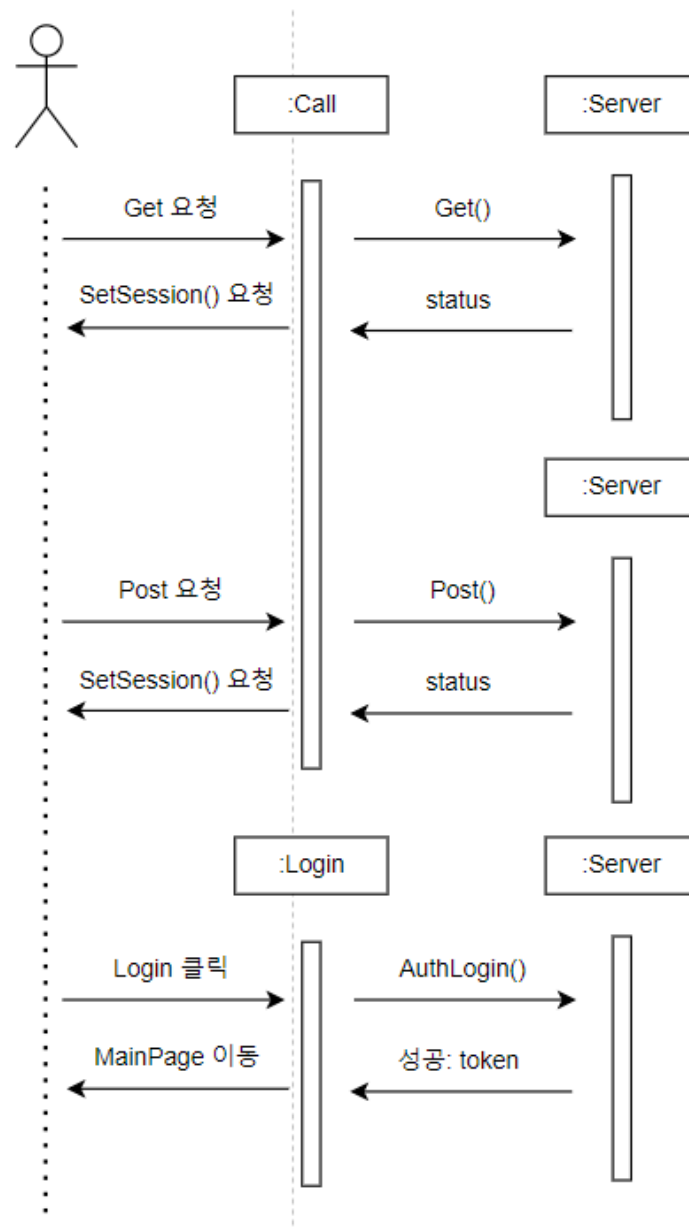 :Call
:Server
Get 요청
Get()
SetSession() 요청
status
:Server
Post 요청
Post()
SetSession() 요청
status
:Login
:Server
Login 클릭
AuthLogin()
MainPage 이동
성공: token